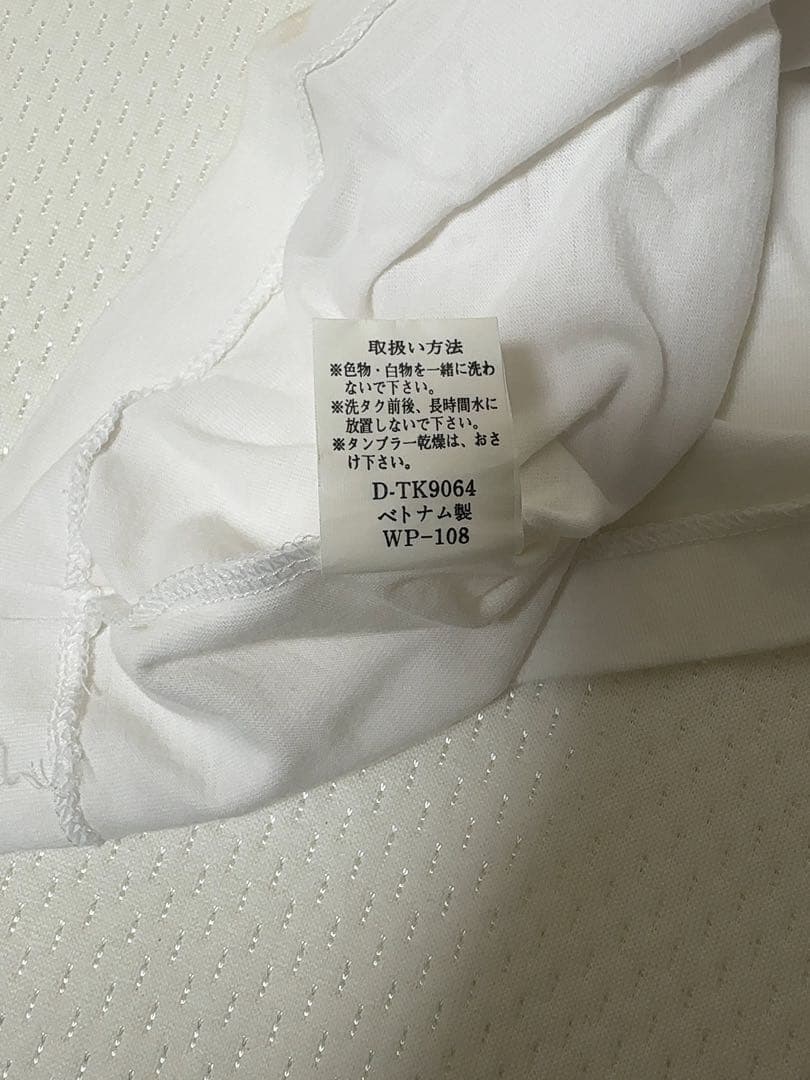 取扱い方法
※色物・白物を一緒に洗わ
ないで下さい。
※洗タク前後、長時間水に
放置しないで下さい。
※タンブラー乾燥は、おさ
け下さい。
D-TK9064
ベトナム製
WP-108